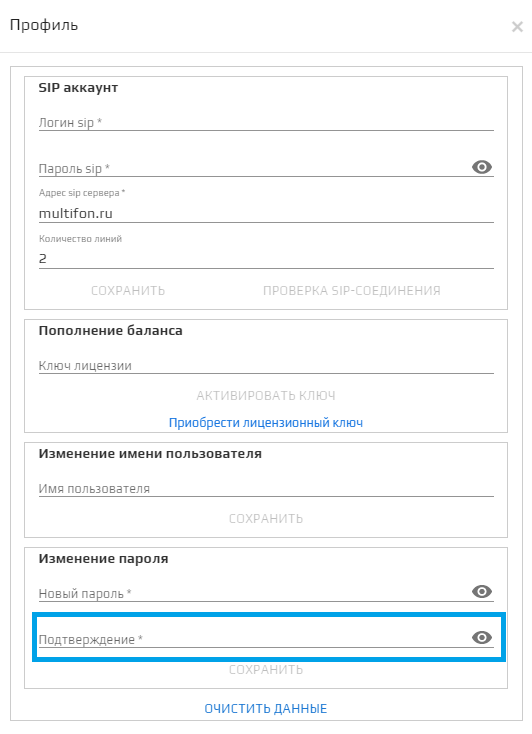 Профиль
SIP аккаунт
Логин sip *
Пароль sip *
Адрес sip сервера *
multifon.ru
Количество линий
2
СОХРАНИТЬ ПРОВЕРКА SIP-СОЕДИНЕНИЯ
Пополнение баланса
Ключ лицензии
АКТИВИРОВАТЬ КЛЮЧ
Приобрести лицензионный ключ
Изменение имени пользователя
Имя пользователя
СОХРАНИТЬ
Изменение пароля
Новый пароль *
Подтверждение *
СОХРАНИТЬ
ОЧИСТИТЬ ДАННЫЕ